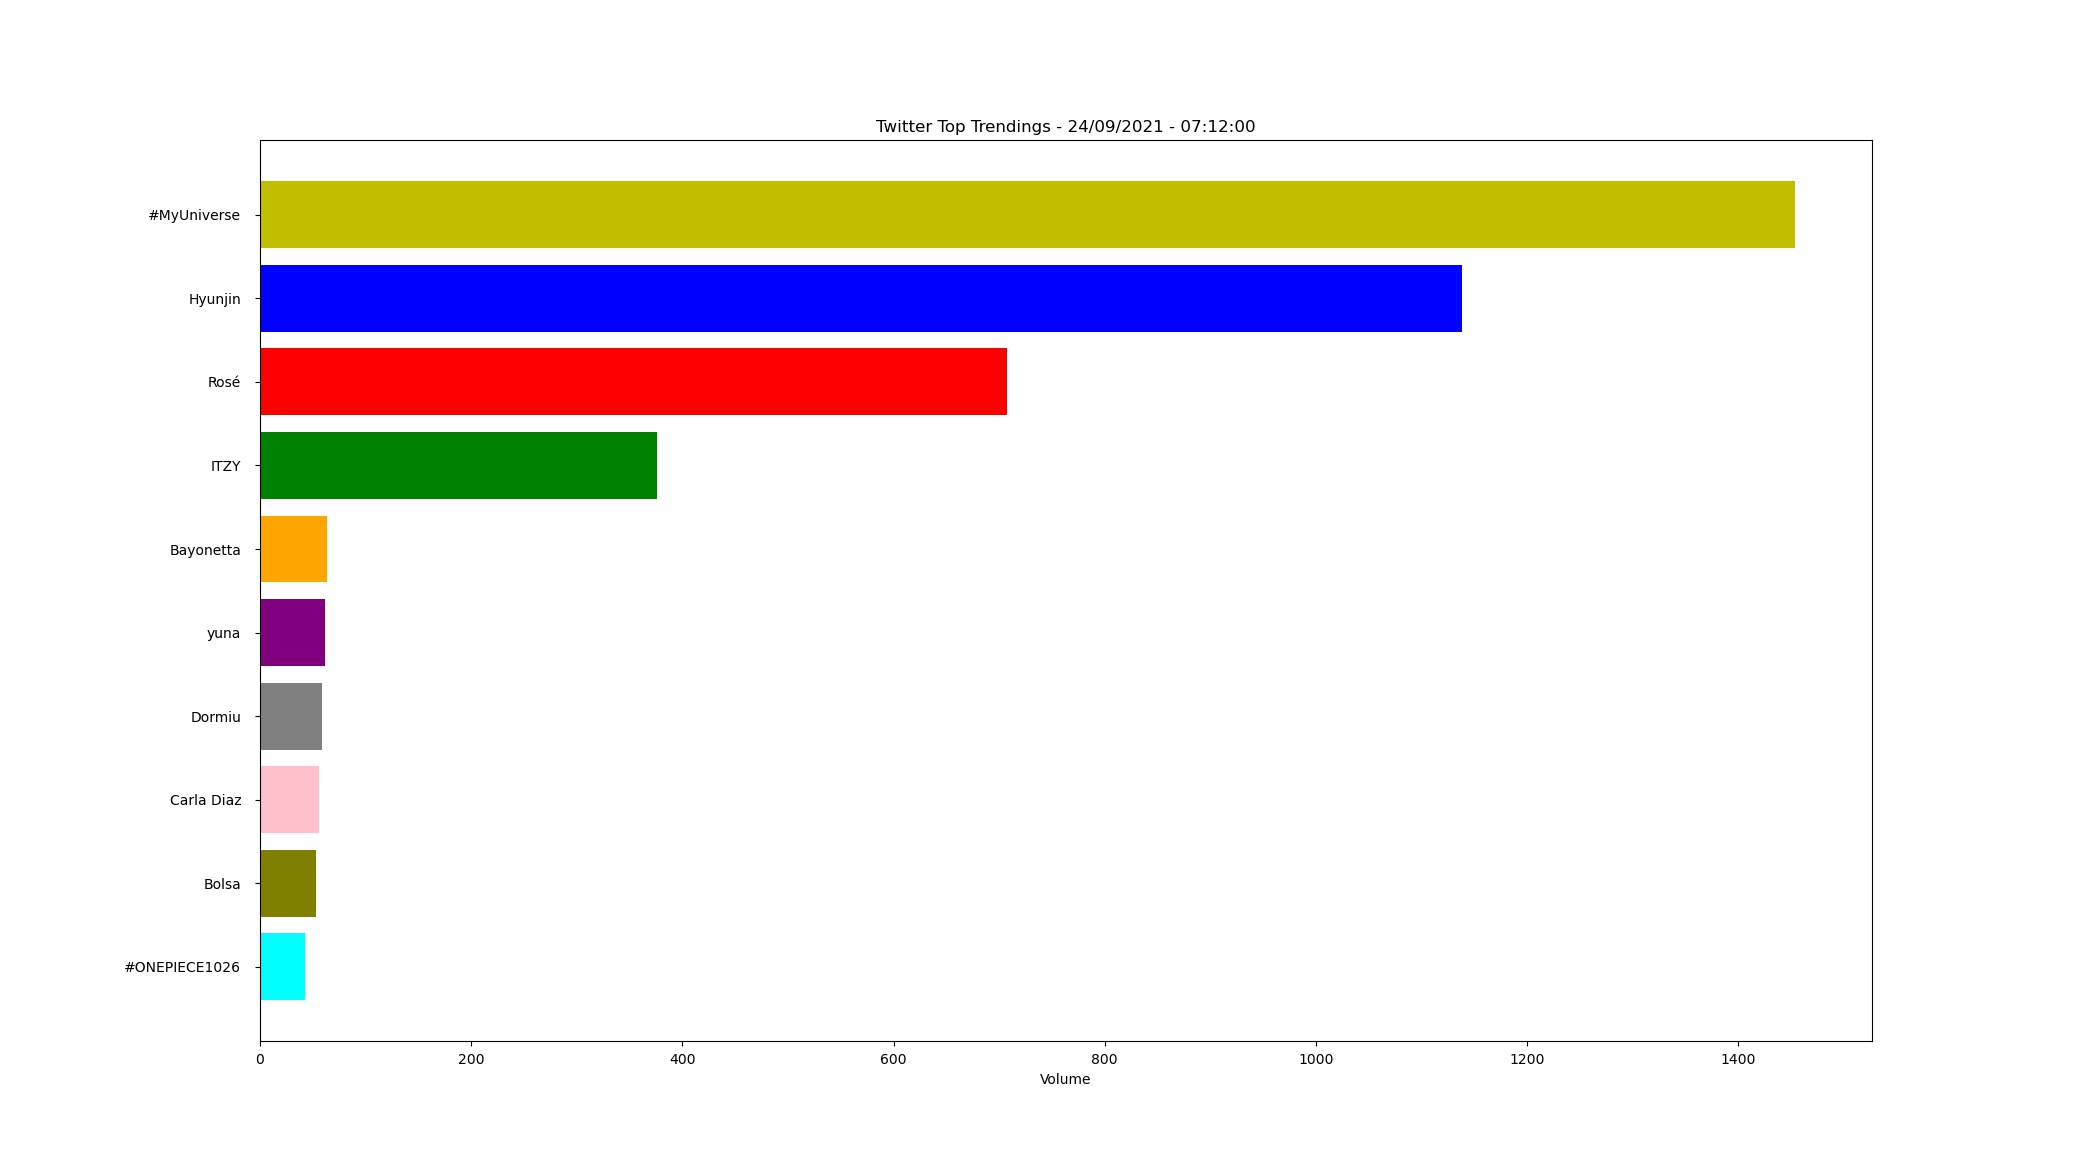 Twitter Top Trendings - 24/09/2021 - 07:12:00
#MyUniverse
Hyunjin
Rosé
ITZY
Bayonetta
yuna
Dormiu
Carla Diaz
Bolsa
#ONEPIECE1026
0 200 400 600 800 1000 1200 1400
Volume